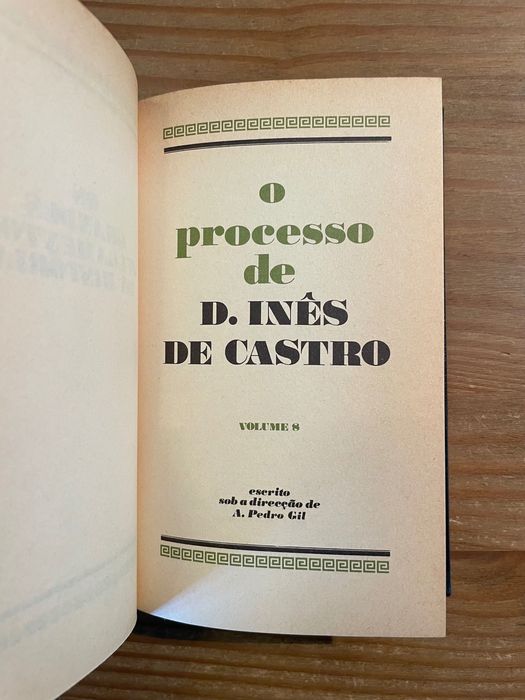 o
processo
de
D. INÊS
DE CASTRO
VOLUME 8
escrito
sob a direcção de
A. Pedro Gil